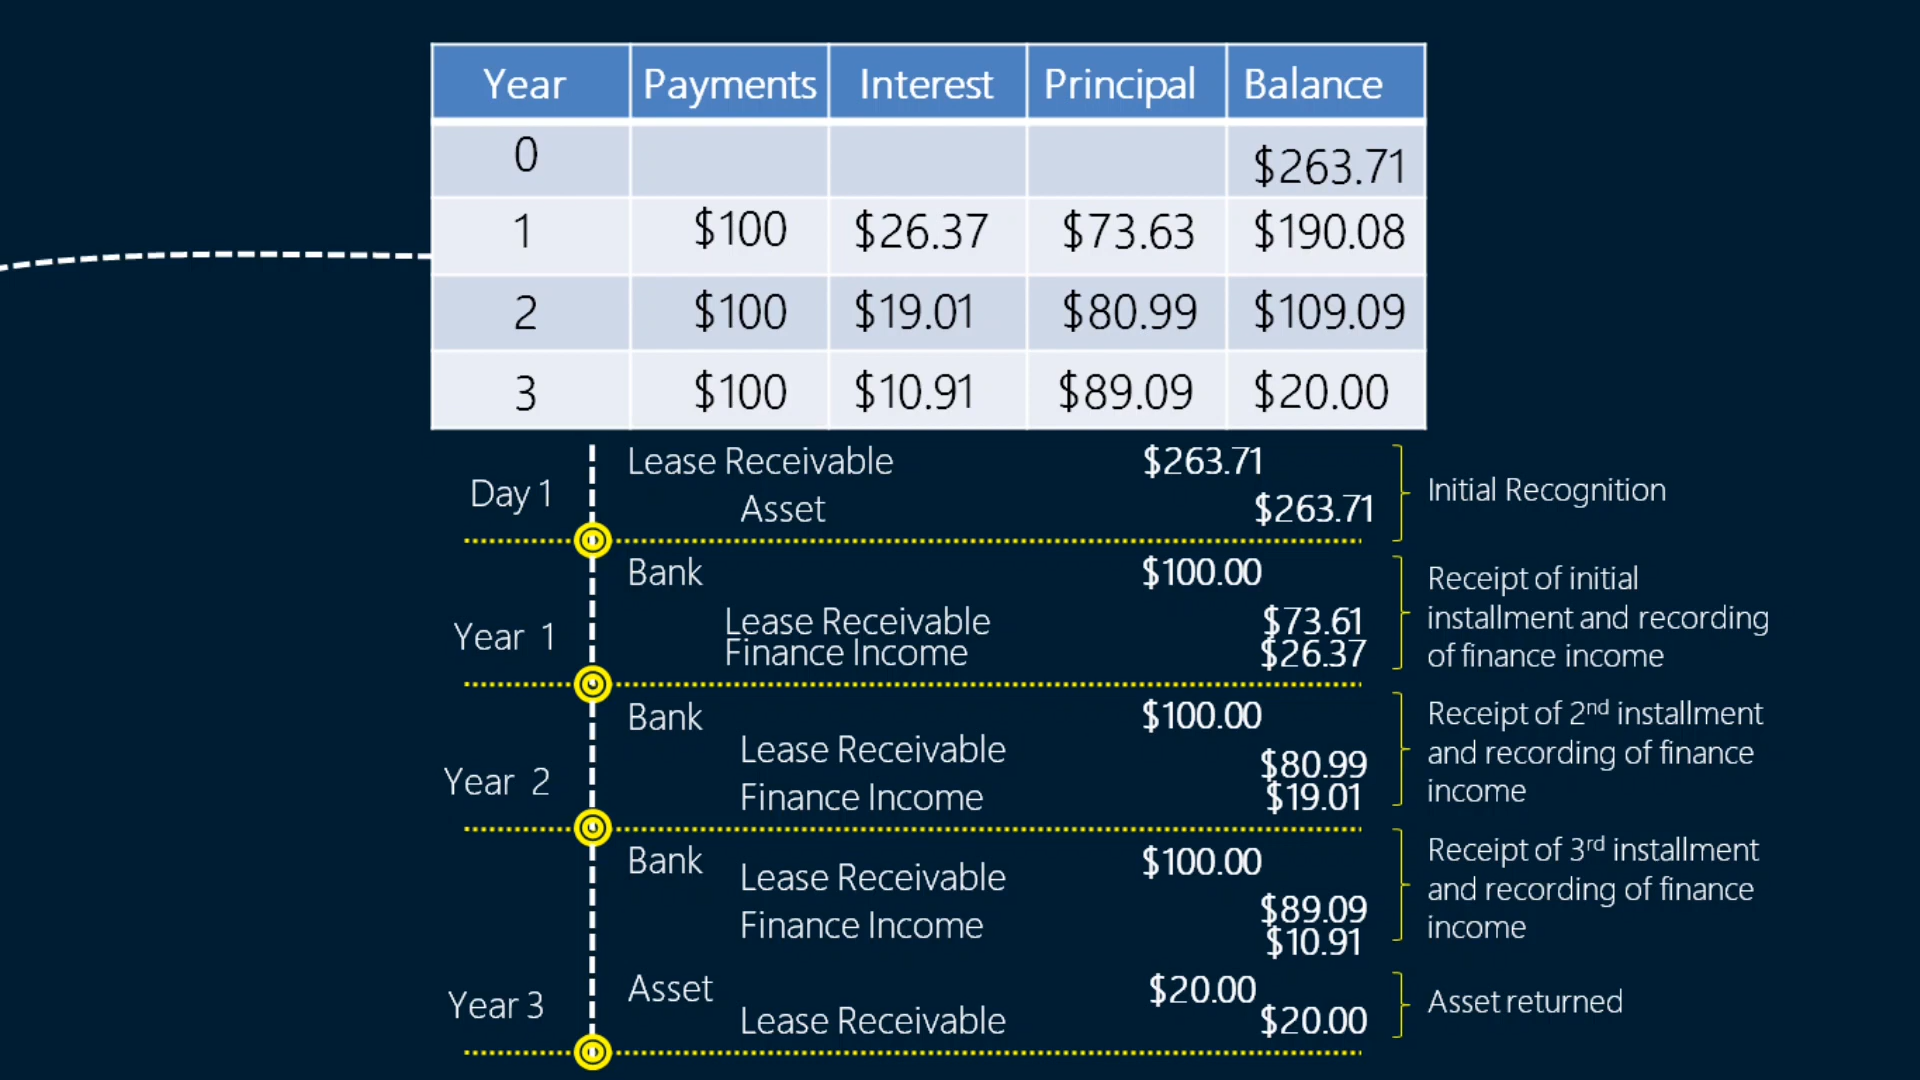 Year Payments Interest Principal Balance
0 $263.71
1 $100 $26.37 $73.63 $190.08
2 $100 $19.01 $80.99 $109.09
3 $100 $10.91 $89.09 $20.00
Day 1
Lease Receivable $263.71
Asset $263.71
Initial Recognition
Year 1
Bank $100.00
Lease Receivable $73.61
Finance Income $26.37
Receipt of initial
installment and recording
of finance income
Year 2
Bank $100.00
Lease Receivable $80.99
Finance Income $19.01
Receipt of 2nd installment
and recording of finance
income
Bank $100.00
Lease Receivable $89.09
Finance Income $10.91
Receipt of 3rd installment
and recording of finance
income
Year 3
Asset $20.00
Lease Receivable $20.00
Asset returned